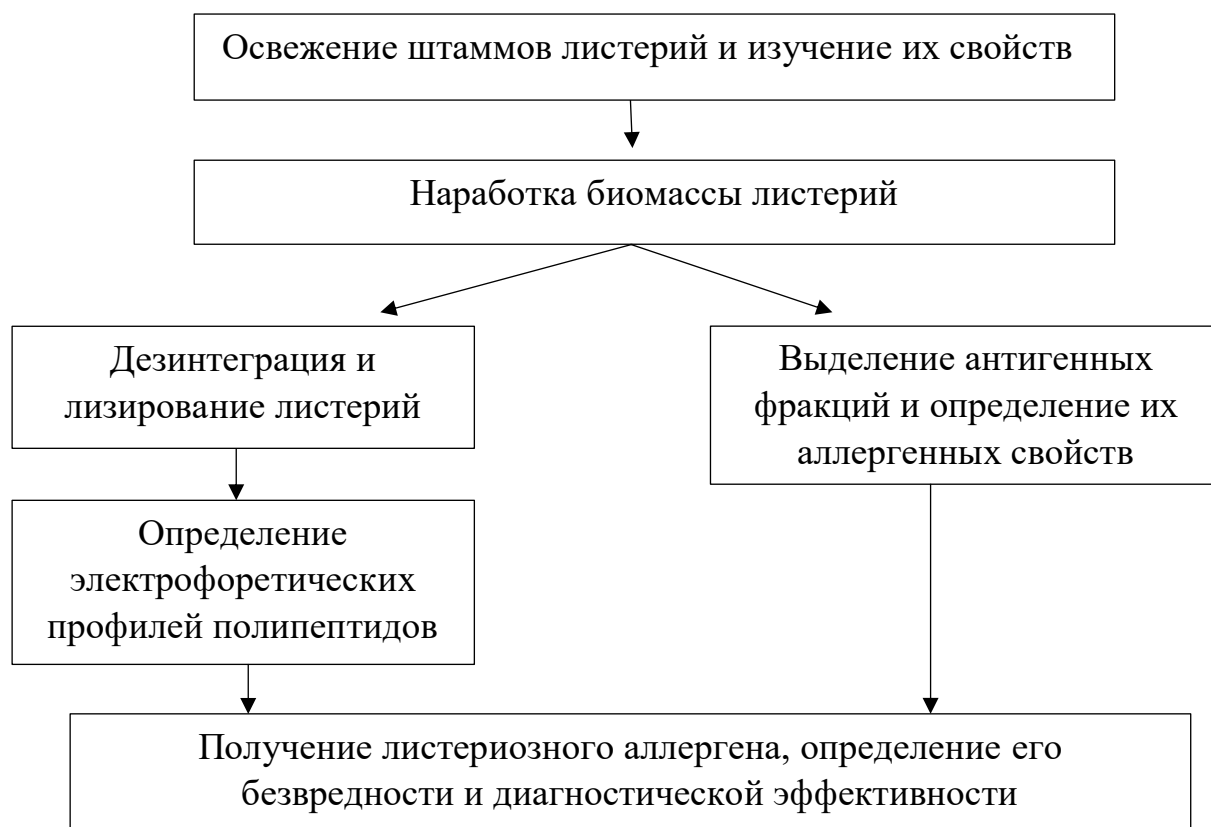 Освежение штаммов листерий и изучение их свойств
Наработка биомассы листерий
Дезинтеграция и
лизирование листерий
Выделение антигенных
фракций и определение их
аллергенных свойств
Определение
электрофоретических
профилей полипептидов
Получение листериозного аллергена, определение его
безвредности и диагностической эффективности